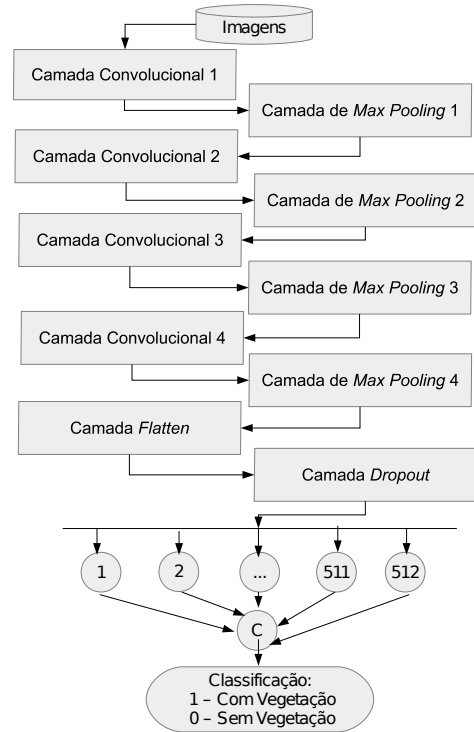 Imagens
Camada Convolucional 1
Camada de Max Pooling 1
Camada Convolucional 2
Camada de Max Pooling 2
Camada Convolucional 3
Camada de Max Pooling 3
Camada Convolucional 4
Camada de Max Pooling 4
Camada Flatten
Camada Dropout
1 2 ... 511 512
C
Classificação:
1 – Com Vegetação
0 – Sem Vegetação